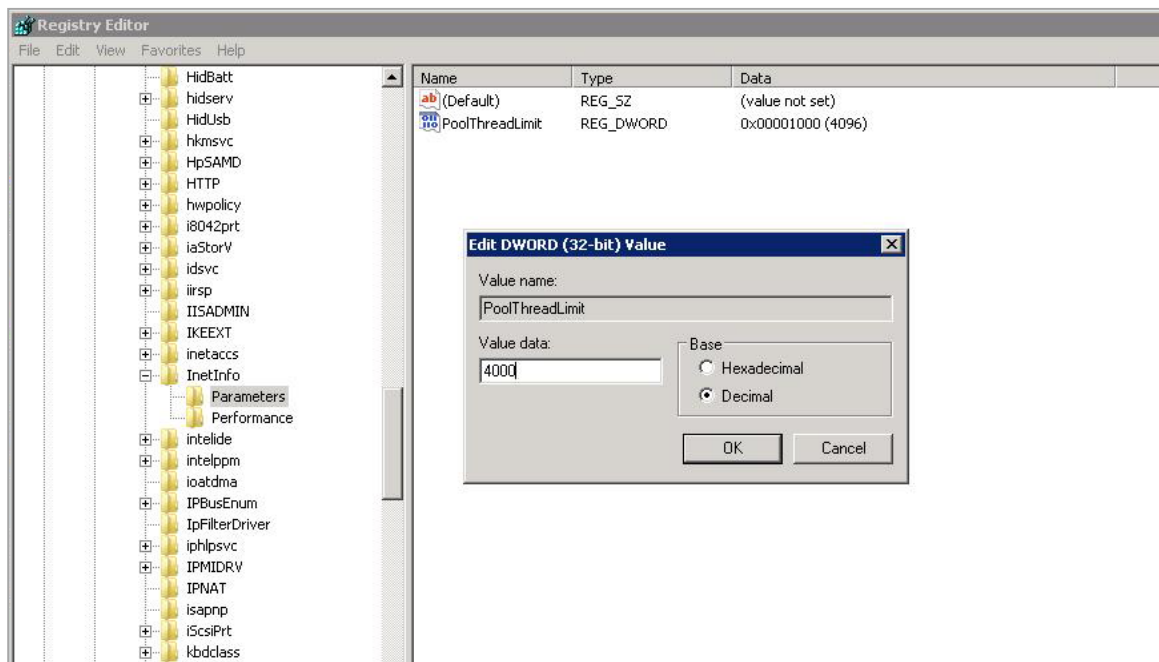 Registry Editor
File Edit View Favorites Help
HidBatt
hidserv
HidUsb
hkmsvc
HpSAMD
HTTP
hwpolicy
i8042prt
iaStorV
idsvc
iirsp
IISADMIN
IKEEXT
inetaccs
InetInfo
Parameters
Performance
intelide
intelppm
ioatdma
IPBusEnum
IpFilterDriver
iphlpsvc
IPMIDRV
IPNAT
isapnp
iScsiPrt
kbdclass
Name Type Data
ab (Default) REG_SZ (value not set)
PoolThreadLimit REG_DWORD 0x00001000 (4096)
Edit DWORD (32-bit) Value
Value name:
PoolThreadLimit
Value data:
4000
Base
Hexadecimal
Decimal
OK Cancel